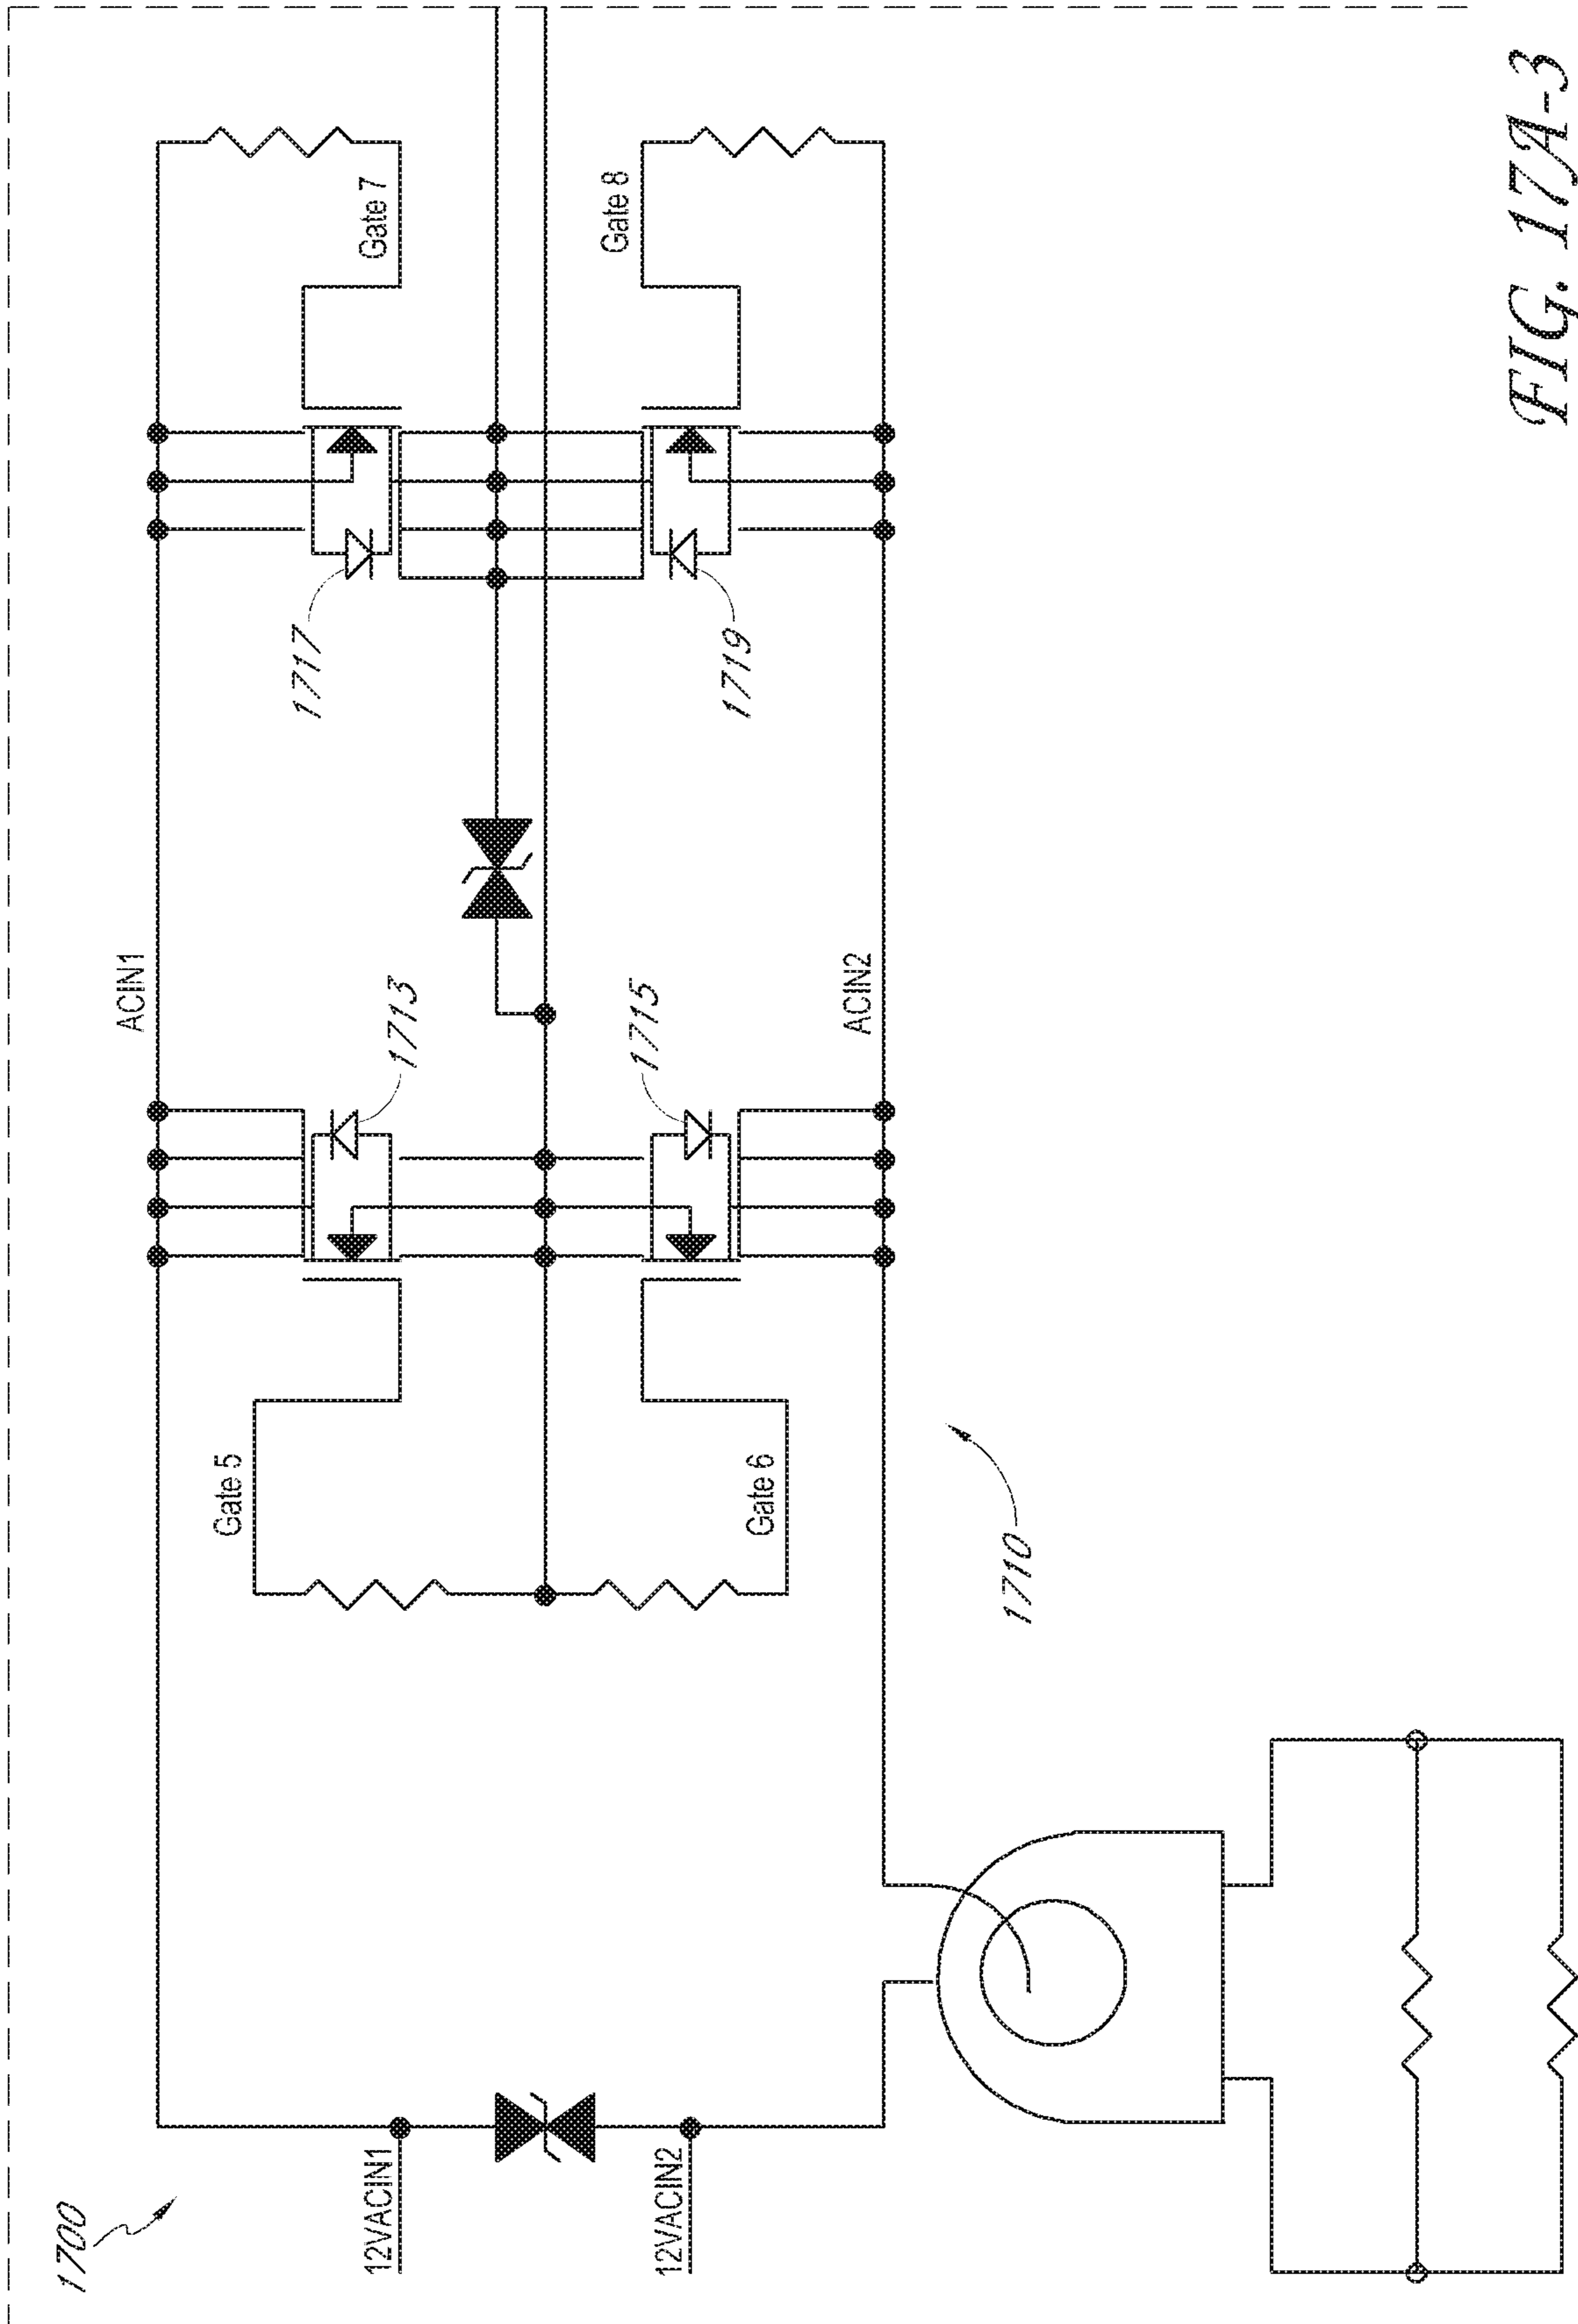 1700
12VACIN1
12VACIN2
ACIN1
ACIN2
Gate 5
Gate 6
Gate 7
Gate 8
1713
1715
1717
1719
1710
FIG. 17A-3